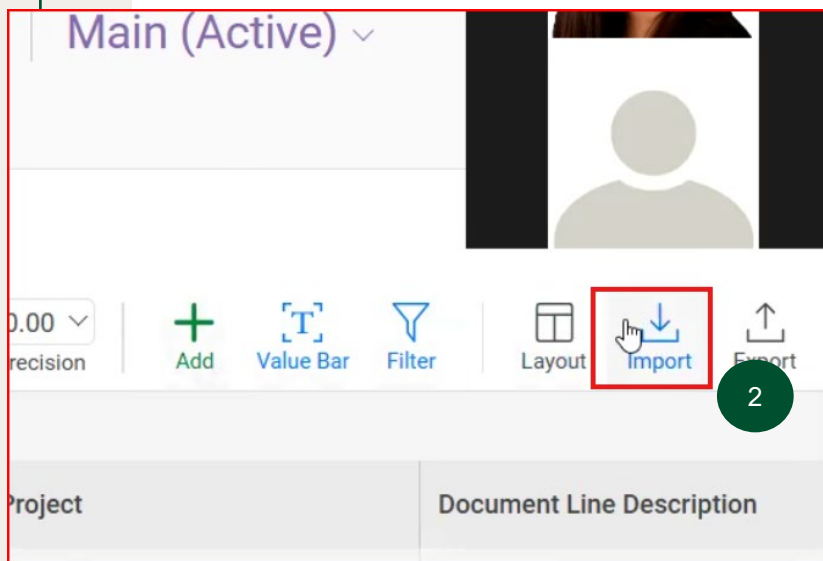 Main (Active)
0.00
recision
Add
Value Bar
Filter
Layout
Import
Export
2
Project
Document Line Description